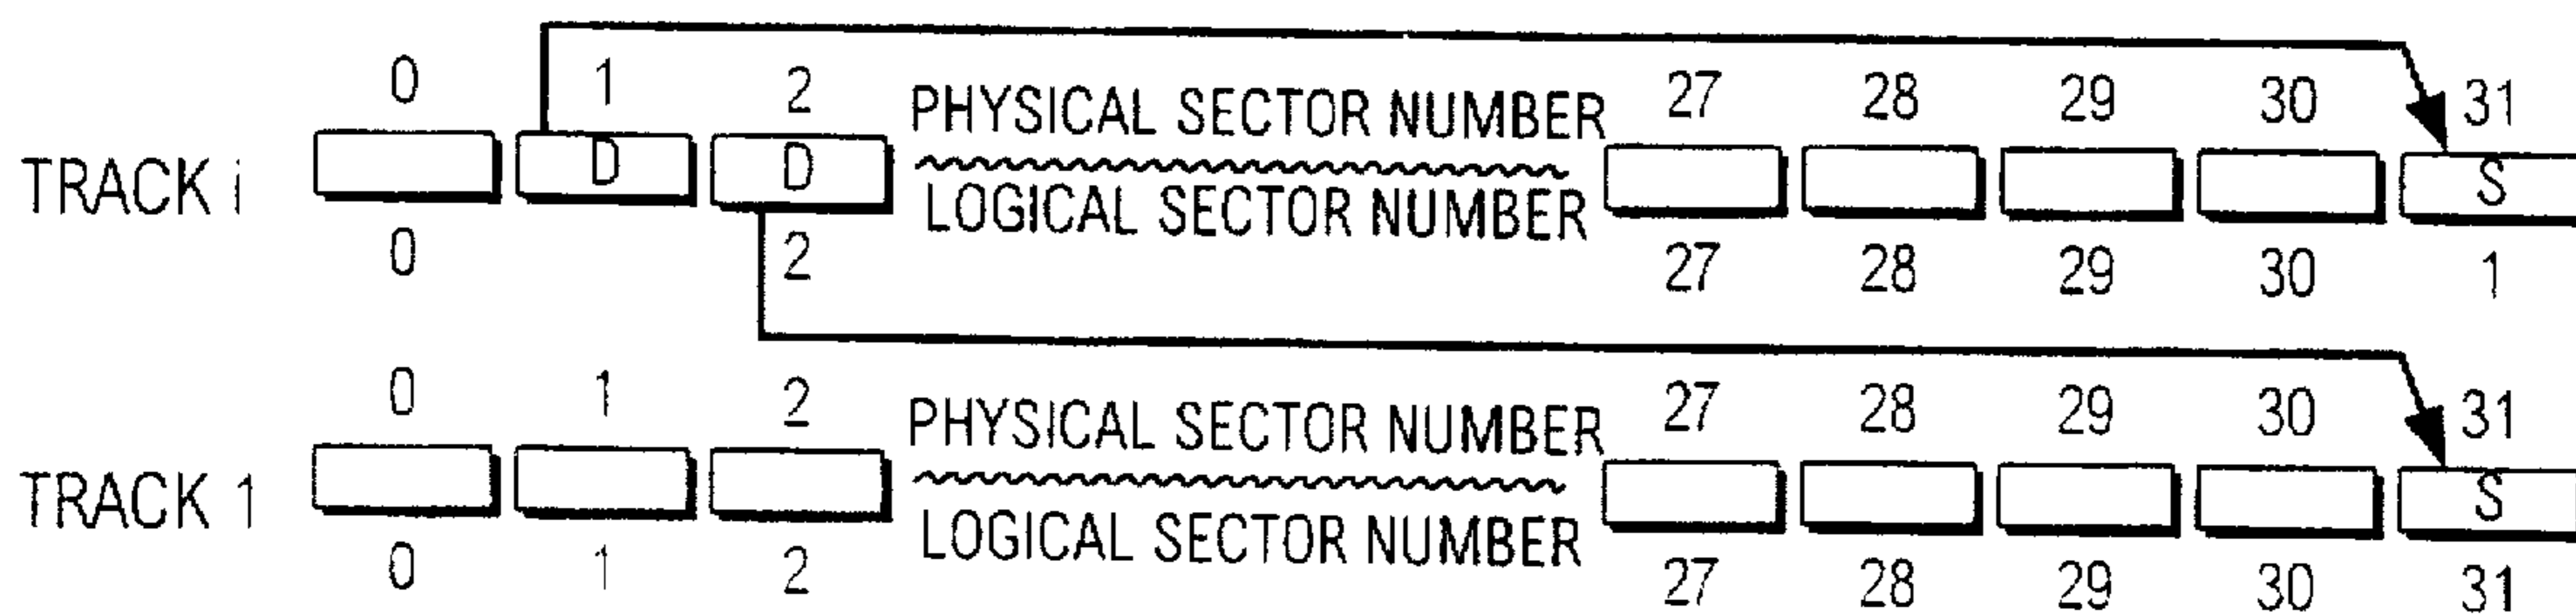 0 1 2 PHYSICAL SECTOR NUMBER 27 28 29 30 31
TRACK i D D S
0 2 LOGICAL SECTOR NUMBER 27 28 29 30 1
0 1 2 PHYSICAL SECTOR NUMBER 27 28 29 30 31
TRACK 1 S
0 1 2 LOGICAL SECTOR NUMBER 27 28 29 30 31